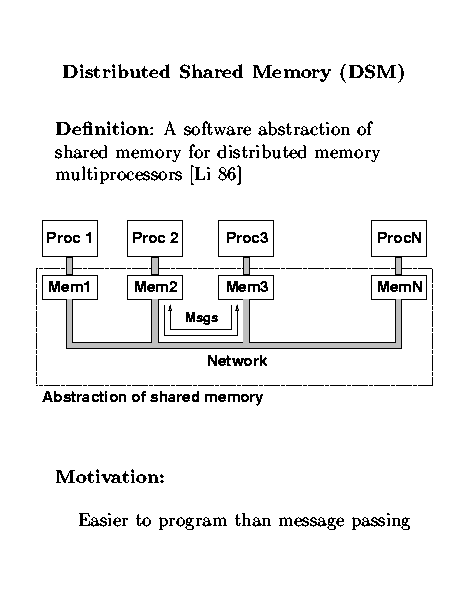 Distributed Shared Memory (DSM)
Definition: A software abstraction of
shared memory for distributed memory
multiprocessors [Li 86]
Proc 1 Proc 2 Proc3 ProcN
Mem1 Mem2 Mem3 MemN
Msgs
Network
Abstraction of shared memory
Motivation:
Easier to program than message passing